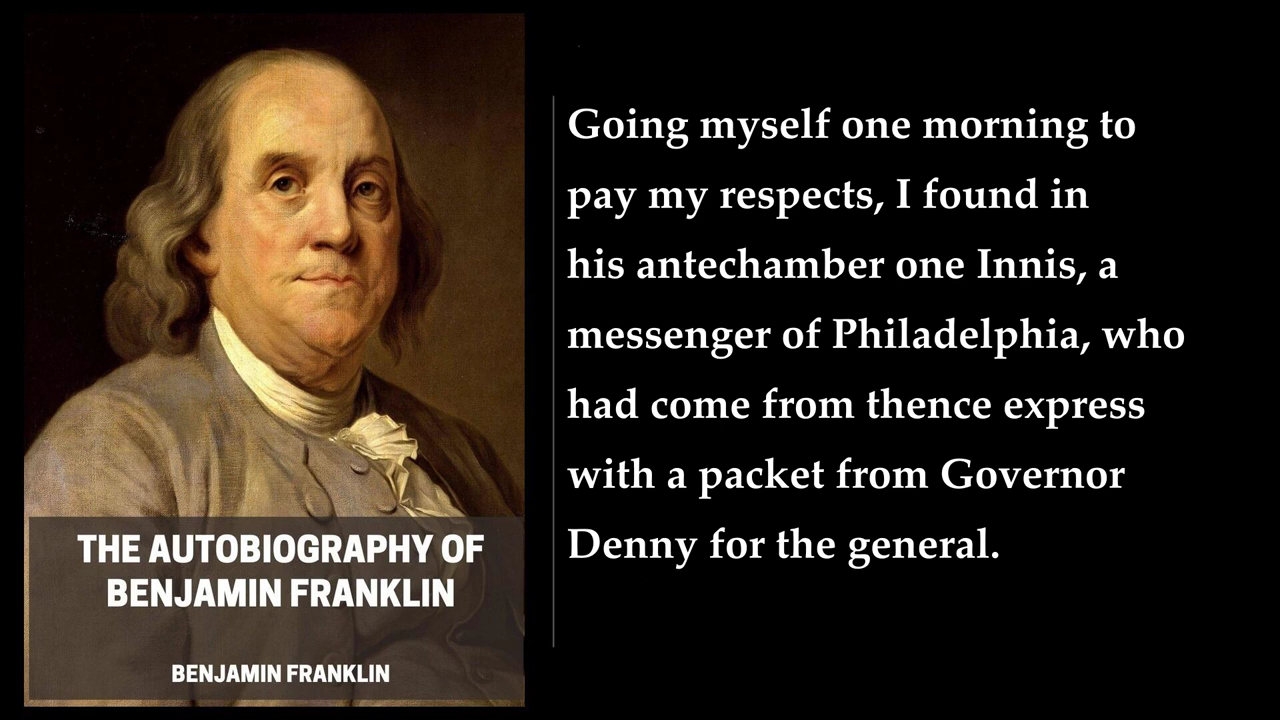 THE AUTOBIOGRAPHY OF
BENJAMIN FRANKLIN
BENJAMIN FRANKLIN
Going myself one morning to
pay my respects, I found in
his antechamber one Innis, a
messenger of Philadelphia, who
had come from thence express
with a packet from Governor
Denny for the general.